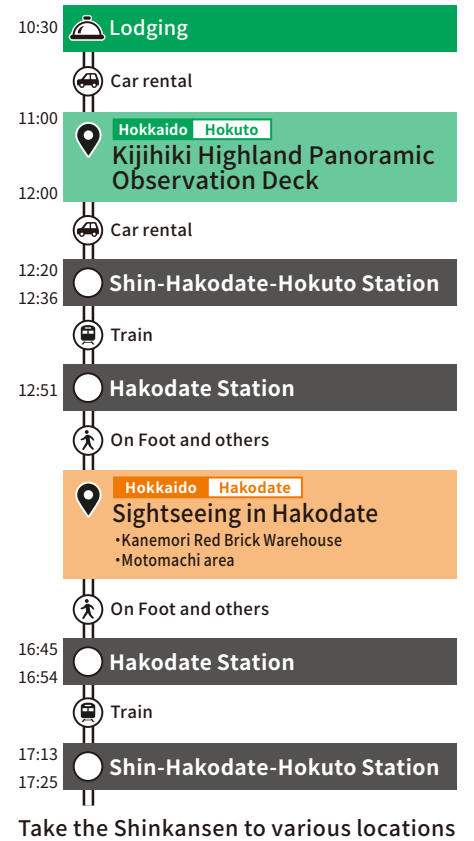 10:30 Lodging
Car rental
11:00
Hokkaido Hokuto
Kijihiki Highland Panoramic
Observation Deck
12:00
Car rental
12:20
Shin-Hakodate-Hokuto Station
12:36
Train
12:51 Hakodate Station
On Foot and others
Hokkaido Hakodate
Sightseeing in Hakodate
・Kanemori Red Brick Warehouse
・Motomachi area
On Foot and others
16:45
Hakodate Station
16:54
Train
17:13
Shin-Hakodate-Hokuto Station
17:25
Take the Shinkansen to various locations